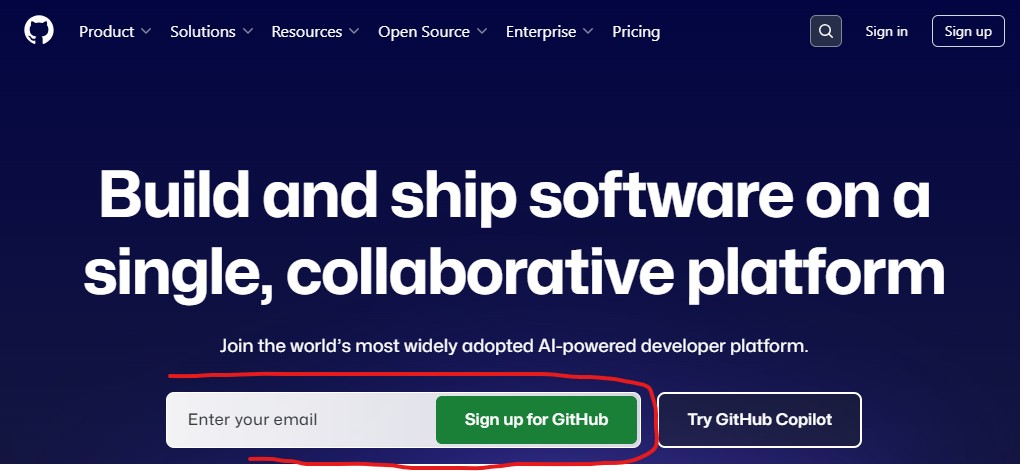 Product Solutions Resources Open Source Enterprise Pricing Sign in Sign up
Build and ship software on a
single, collaborative platform
Join the world’s most widely adopted AI-powered developer platform.
Enter your email Sign up for GitHub Try GitHub Copilot